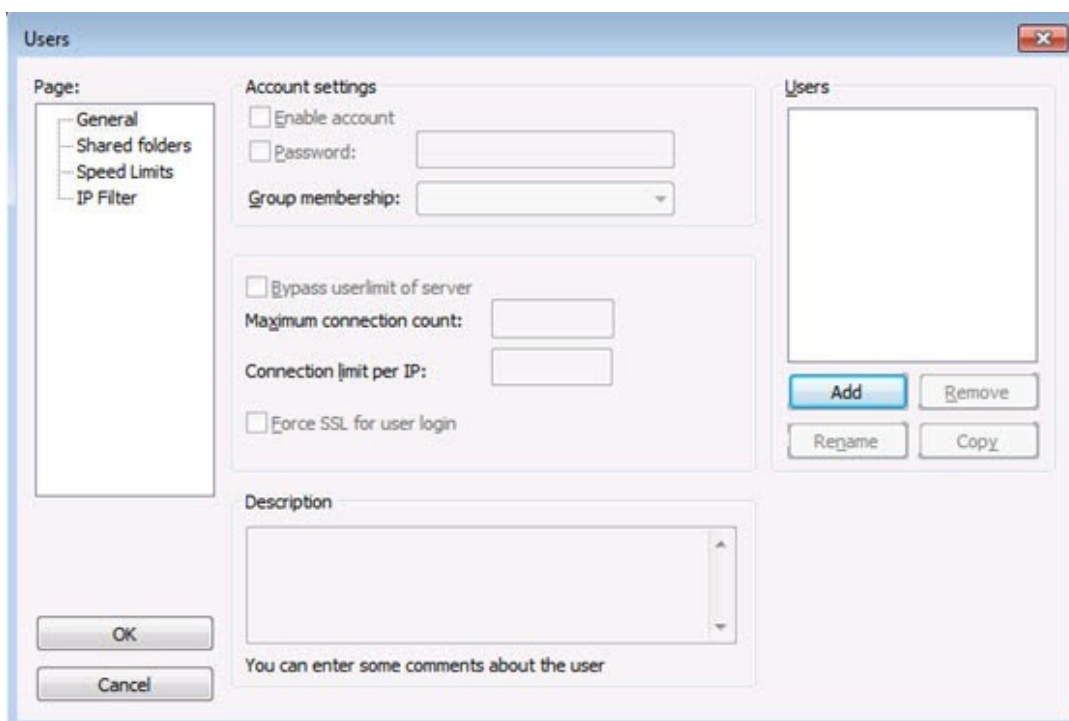 Users
Page:
General
Shared folders
Speed Limits
IP Filter
OK
Cancel
Account settings
Enable account
Password:
Group membership:
Bypass userlimit of server
Maximum connection count:
Connection limit per IP:
Force SSL for user login
Description
You can enter some comments about the user
Users
Add Remove
Rename Copy